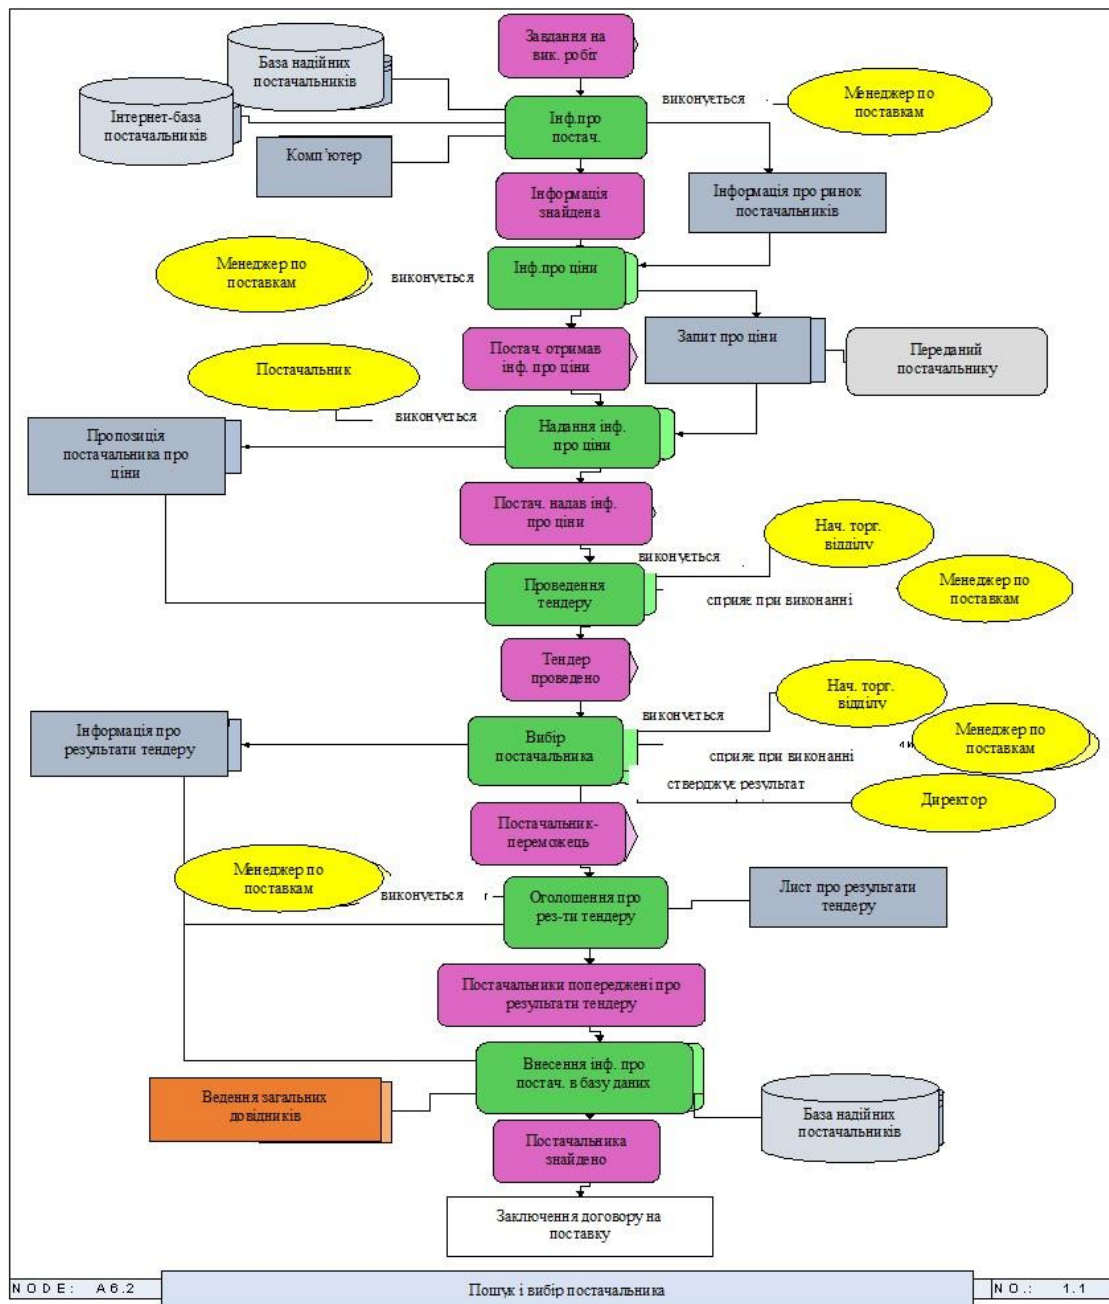 Завдання на
вик. робіт
База надійних
постачальників
Інтернет-база
постачальників
Комп’ютер
Інф.про
постач.
виконується
Менеджер по
поставкам
Інформація
знайдена
Інформація про ринок
постачальників
Менеджер по
поставкам
виконується
Інф.про ціни
Постач. отримав
інф. про ціни
Запит про ціни
Переданий
постачальнику
Постачальник
виконується
Надання інф.
про ціни
Пропозиція
постачальника про
ціни
Постач. надав інф.
про ціни
Нач. торг.
відділу
виконується
Проведення
тендеру
сприяє при виконанні
Менеджер по
поставкам
Тендер
проведено
Нач. торг.
відділу
виконується
Інформація про
результати тендеру
Вибір
постачальника
сприяє при виконанні
Менеджер по
поставкам
стверджує результат
Директор
Постачальник-
переможець
Менеджер по
поставкам
виконується
Оголошення про
рез-ти тендеру
Лист про результати
тендеру
Постачальники попереджені про
результати тендеру
Внесення інф. про
постач. в базу даних
Ведення загальних
довідників
База надійних
постачальників
Постачальника
знайдено
Заключення договору на
поставку
NODE: A6.2
Пошук і вибір постачальника
NO.: 1.1